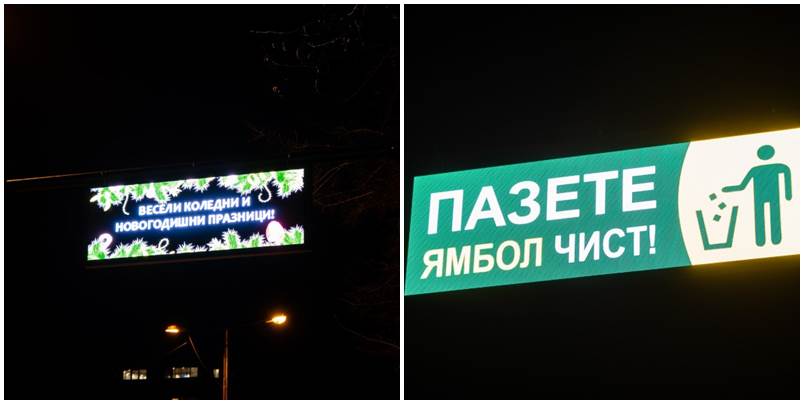 ВЕСЕЛИ КОЛЕДНИ И
НОВОГОДИШНИ ПРАЗНИЦИ!
ПАЗЕТЕ
ЯМБОЛ ЧИСТ!